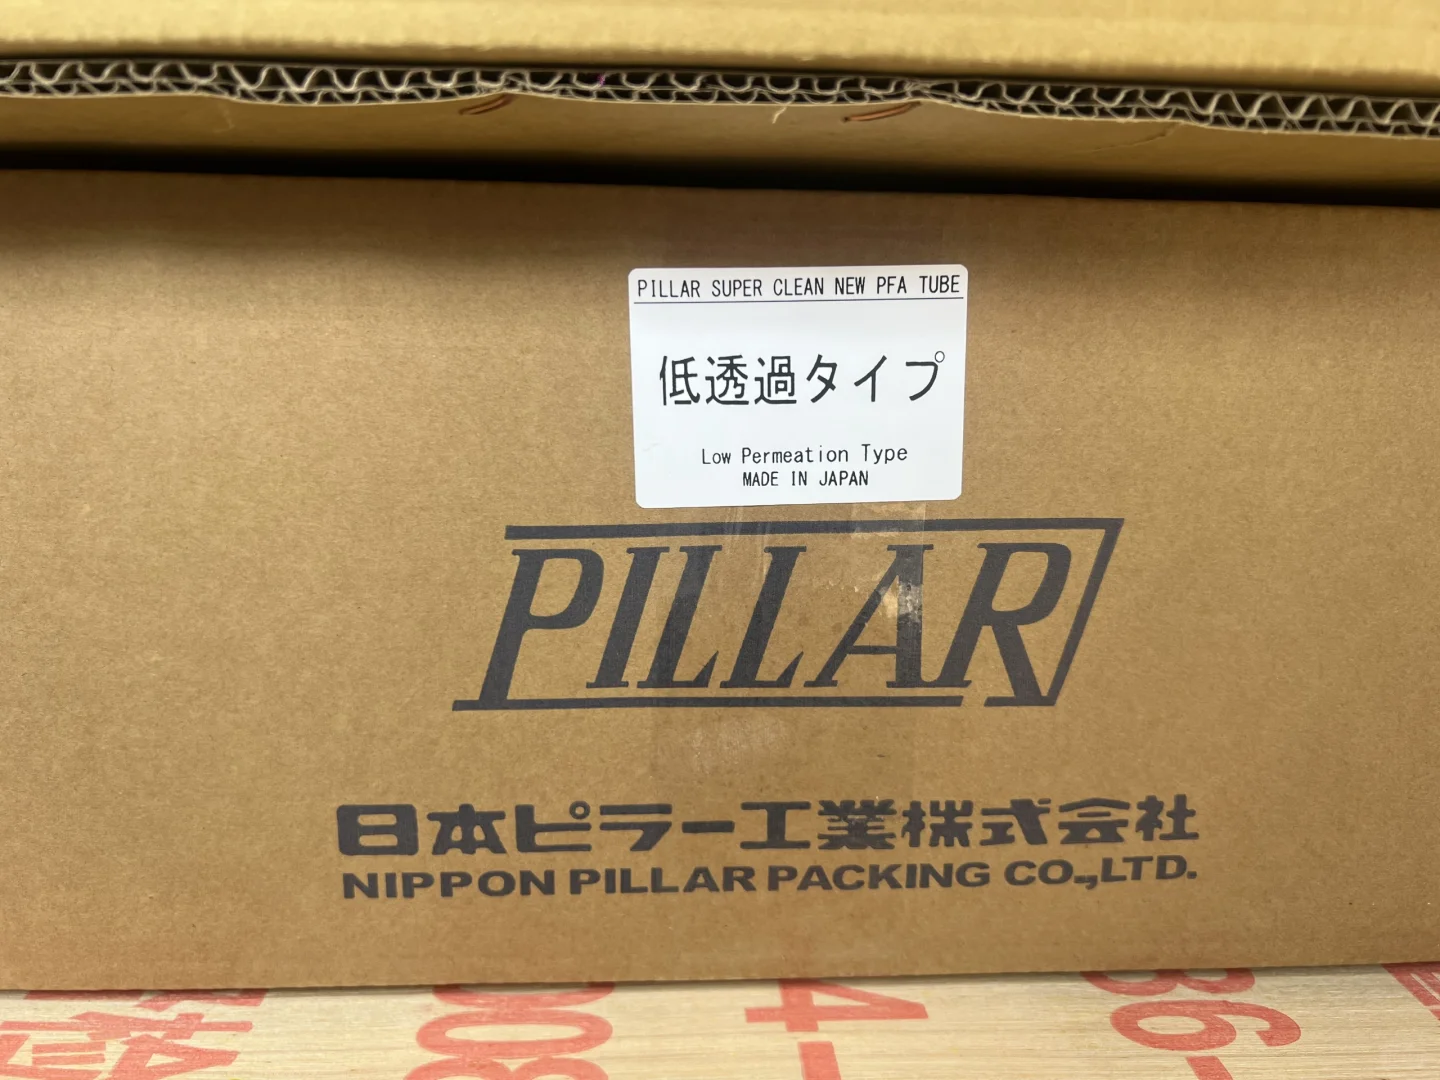 PILLAR SUPER CLEAN NEW PFA TUBE
低透過タイプ
Low Permeation Type
MADE IN JAPAN
PILLAR
日本ピラー工業株式会社
NIPPON PILLAR PACKING CO.,LTD.